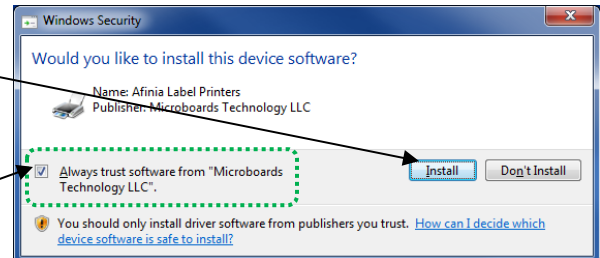 Windows Security
Would you like to install this device software?
Name: Afinia Label Printers
Publisher: Microboards Technology LLC
Always trust software from "Microboards
Technology LLC".
Install
Don't Install
You should only install driver software from publishers you trust. How can I decide which
device software is safe to install?